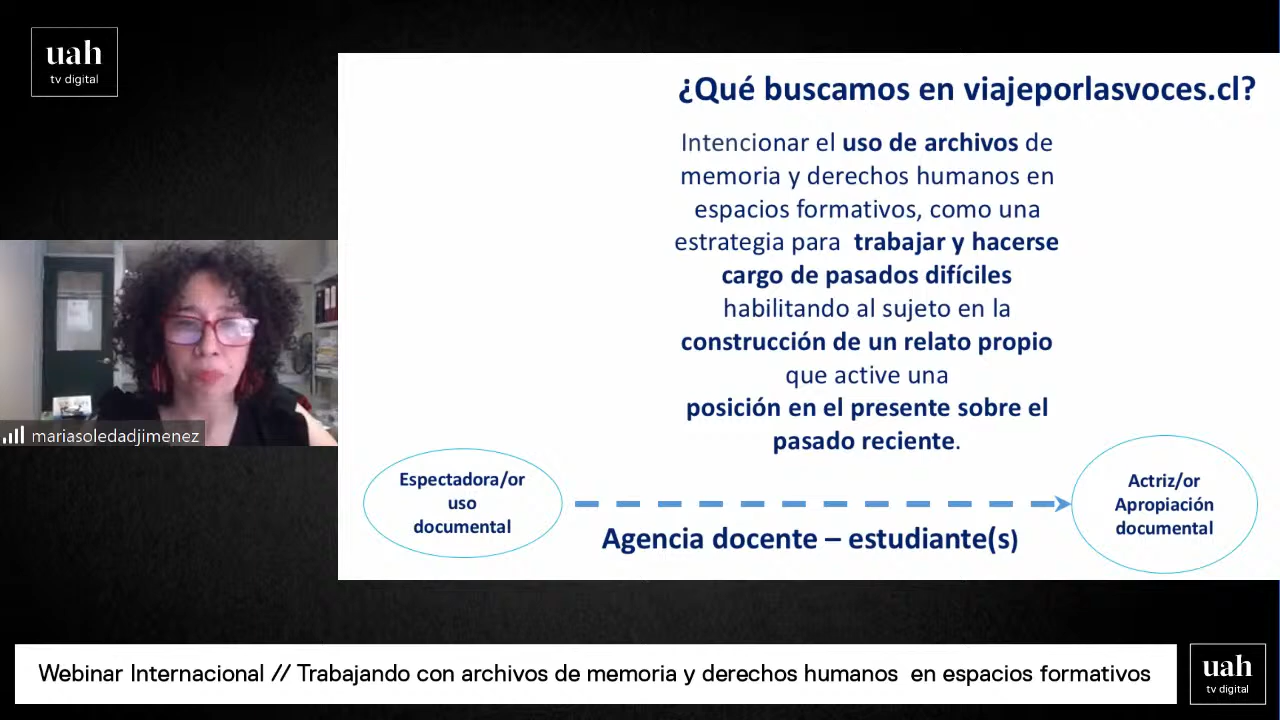 uah
tv digital
¿Qué buscamos en viajeporlasvoces.cl?
Intencionar el uso de archivos de
memoria y derechos humanos en
espacios formativos, como una
estrategia para trabajar y hacerse
cargo de pasados difíciles
habilitando al sujeto en la
construcción de un relato propio
que active una
posición en el presente sobre el
pasado reciente.
mariasoledadjimenez
Espectadora/or
uso
documental
Agencia docente – estudiante(s)
Actriz/or
Apropiación
documental
Webinar Internacional // Trabajando con archivos de memoria y derechos humanos en espacios formativos
uah
tv digital